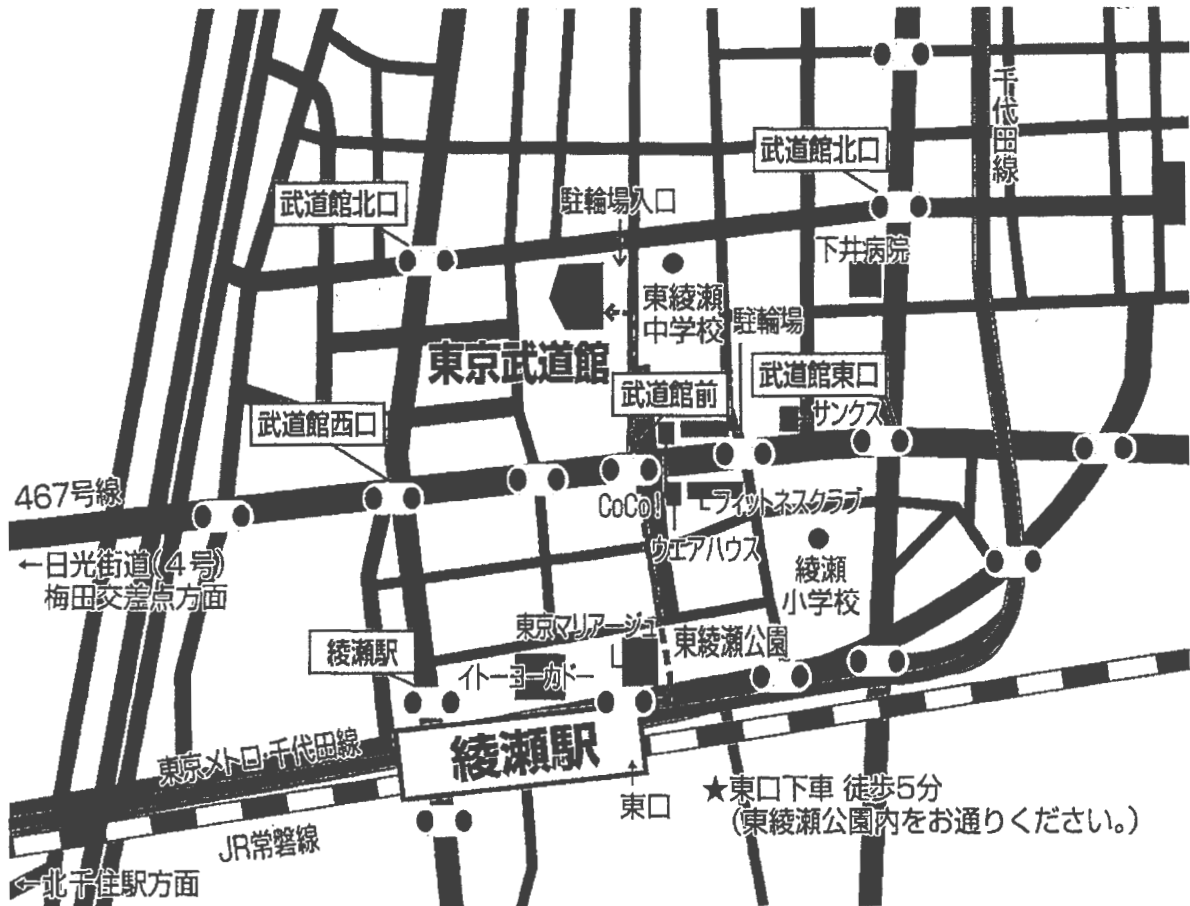 千代田線
武道館北口
武道館北口
駐輪場入口
下井病院
東綾瀬
中学校
駐輪場
東京武道館
武道館前
武道館東口
サンクス
武道館西口
467号線
CoCo!
フィットネスクラブ
←日光街道(4号)
梅田交差点方面
ウエアハウス
綾瀬
小学校
東京マリアージュ
東綾瀬公園
綾瀬駅
イトーヨーカドー
綾瀬駅
東京メトロ・千代田線
↑
東口
★東口下車 徒歩5分
(東綾瀬公園内をお通りください。)
JR常磐線
←北千住駅方面